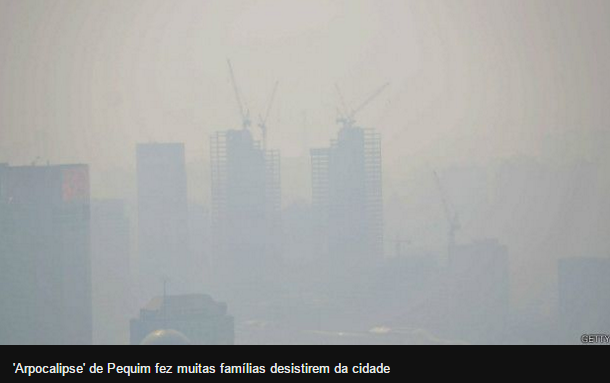 GETTY
'Arpocalipse' de Pequim fez muitas famílias desistirem da cidade